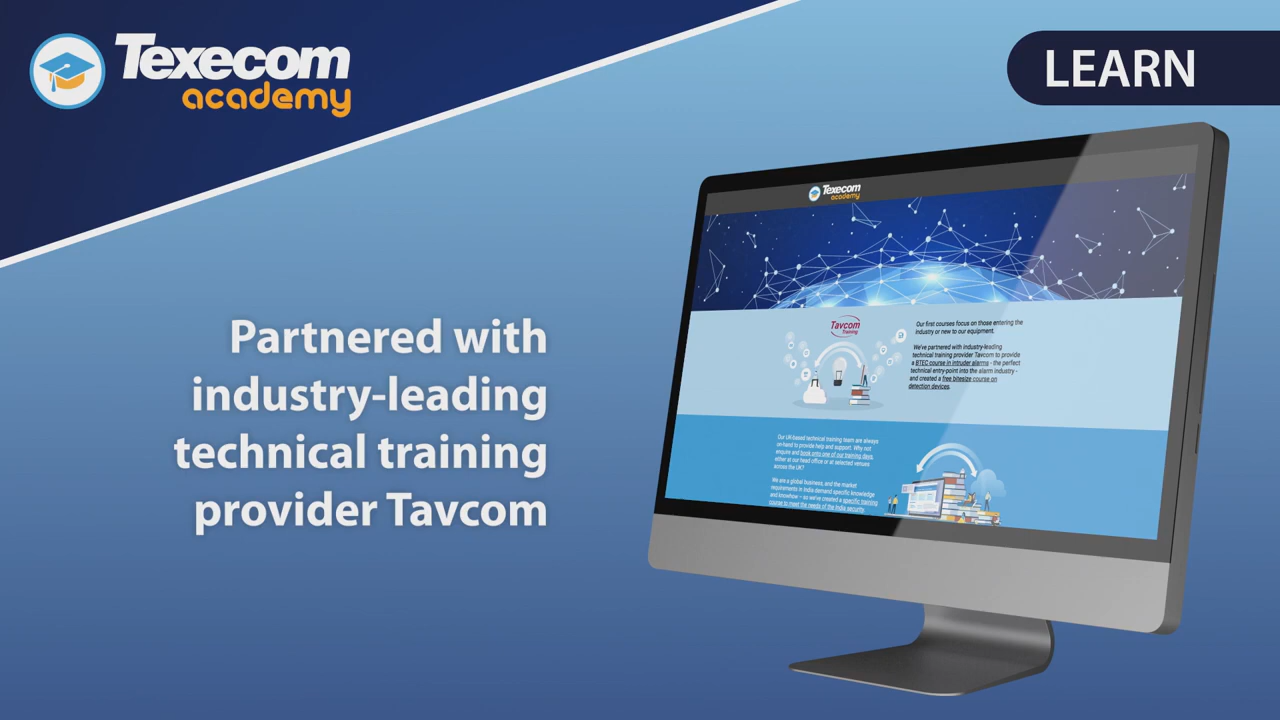 Texecom
academy
LEARN
Partnered with
industry-leading
technical training
provider Tavcom
Texecom
academy
Tavcom
Training
Our first courses focus on those entering the
industry or new to our equipment.
We've partnered with industry-leading
technical training provider Tavcom to provide
a BTEC course in intruder alarms - the perfect
technical entry-point into the alarm industry -
and created a free bitesize course on
detection devices.
Our UK-based technical training team are always
on hand to provide help and support. Why not
enquire and book onto one of our training days,
either at our head office or at selected venues
across the UK?
We are a global business, and the market
requirements in India demand specific knowledge
and knowhow – so we've created a specific training
course to meet the needs of the India security.